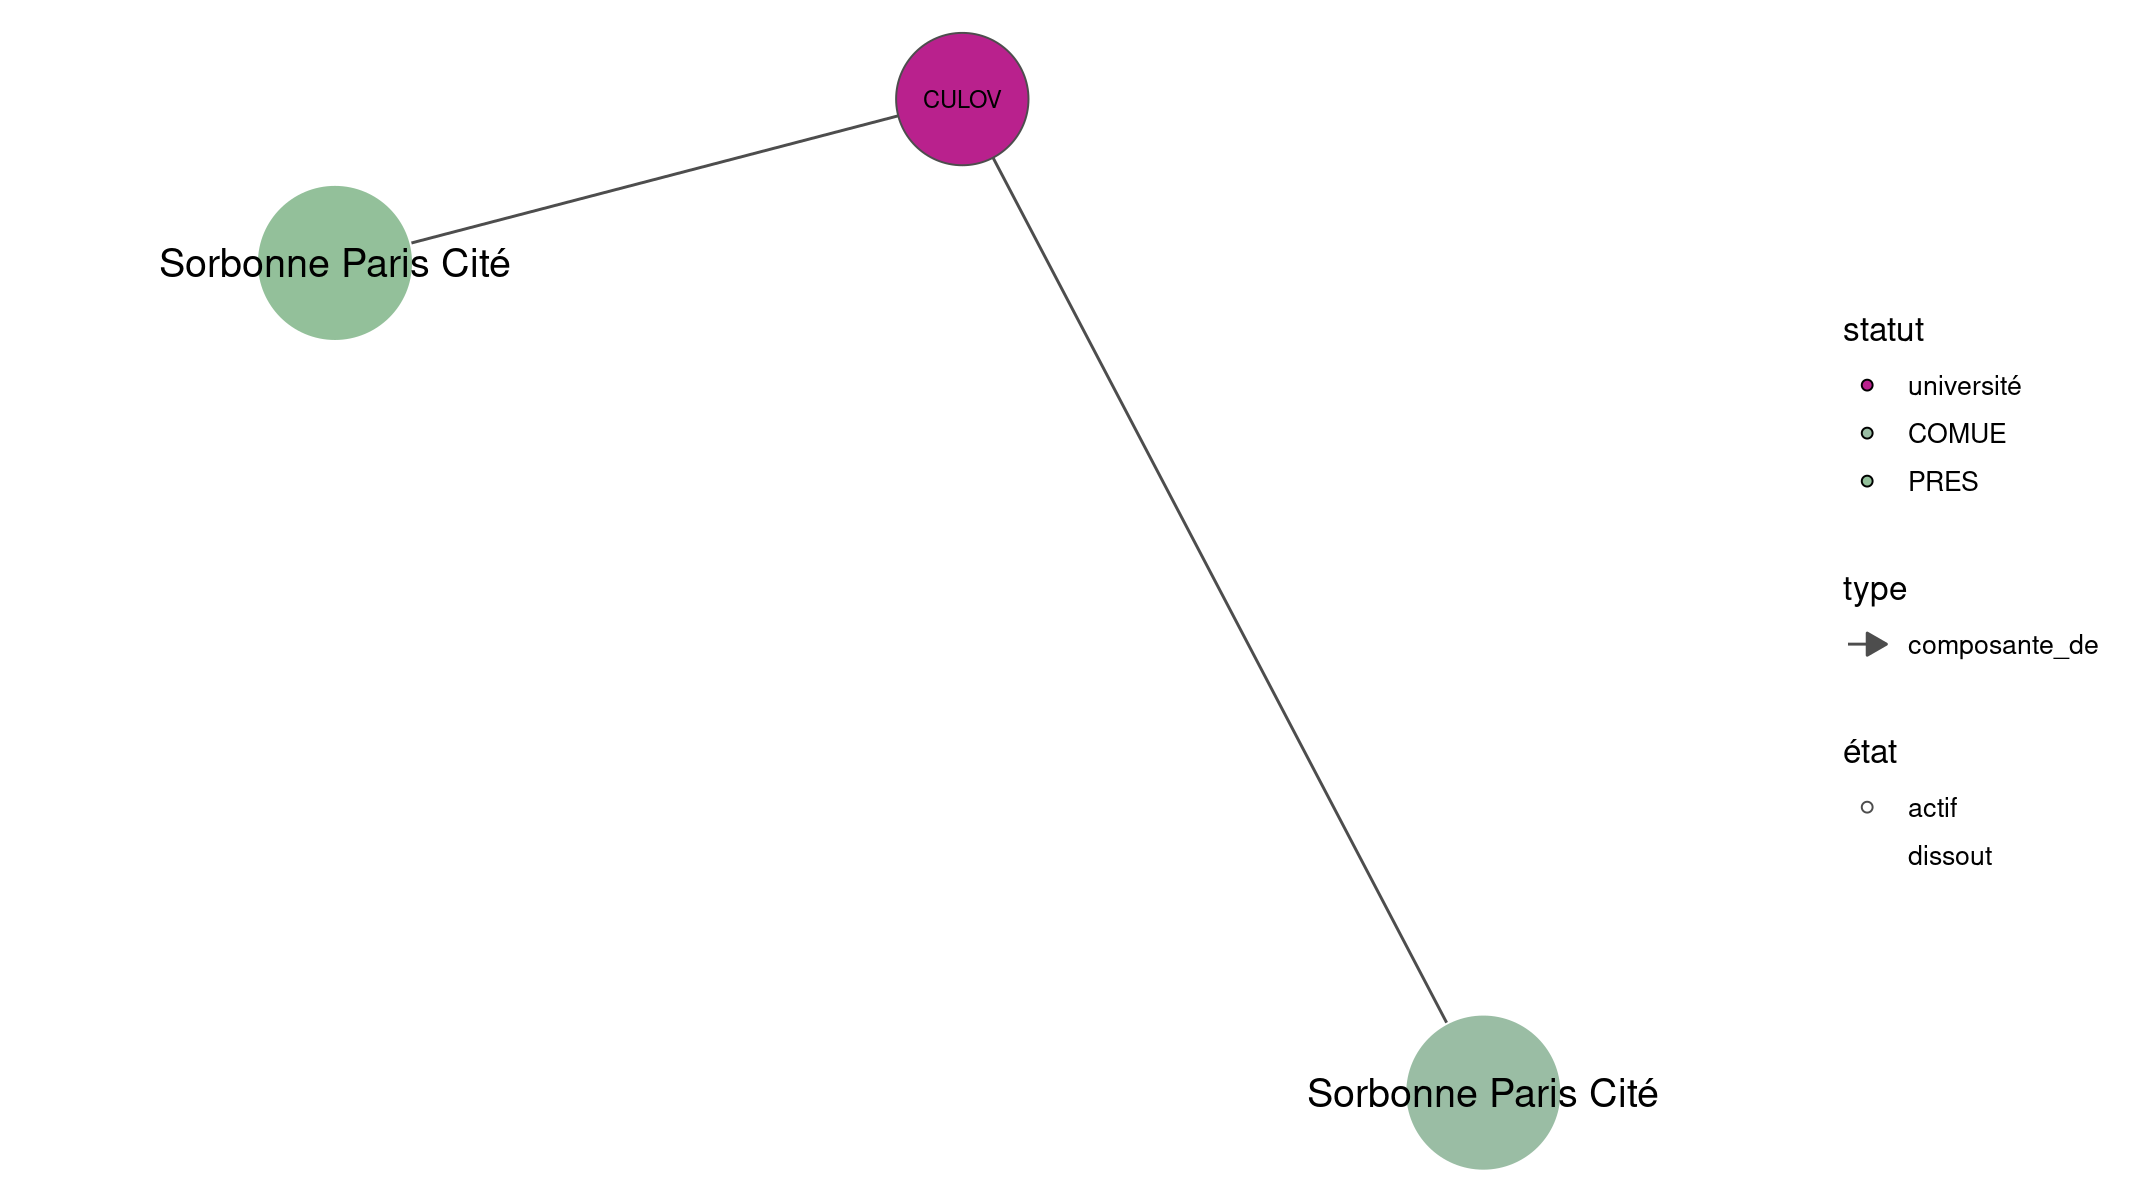 CULOV
Sorbonne Paris Cité
Sorbonne Paris Cité
statut
université
COMUE
PRES
type
composante_de
état
actif
dissout